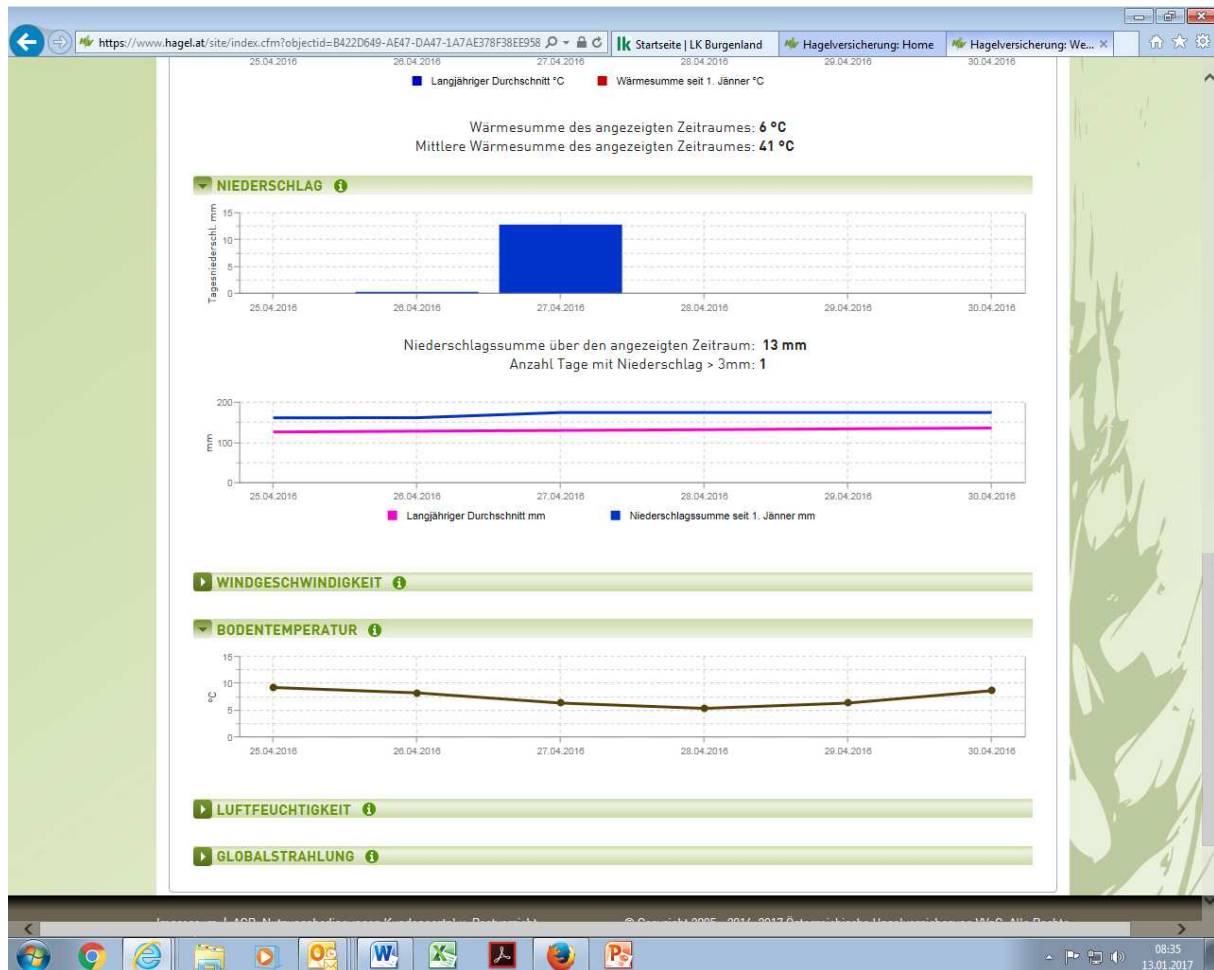 https://www.hagel.at/site/index.cfm?objectid=B422D649-AE47-DA47-1A7AE378F38EE958
lk Startseite | LK Burgenland
Hagelversicherung: Home
Hagelversicherung: We...
25.04.2016 26.04.2016 27.04.2016 28.04.2016 29.04.2016 30.04.2016
Langjähriger Durchschnitt °C Wärmesumme seit 1. Jänner °C
Wärmesumme des angezeigten Zeitraumes: 6 °C
Mittlere Wärmesumme des angezeigten Zeitraumes: 41 °C
NIEDERSCHLAG
Tagesniederschl. mm
15
10
5
0
25.04.2016 26.04.2016 27.04.2016 28.04.2016 29.04.2016 30.04.2016
Niederschlagssumme über den angezeigten Zeitraum: 13 mm
Anzahl Tage mit Niederschlag > 3mm: 1
mm
200
100
0
25.04.2016 26.04.2016 27.04.2016 28.04.2016 29.04.2016 30.04.2016
Langjähriger Durchschnitt mm Niederschlagssumme seit 1. Jänner mm
WINDGESCHWINDIGKEIT
BODENTEMPERATUR
°C
15
10
5
0
25.04.2016 26.04.2016 27.04.2016 28.04.2016 29.04.2016 30.04.2016
LUFTFEUCHTIGKEIT
GLOBALSTRAHLUNG
08:35
13.01.2017